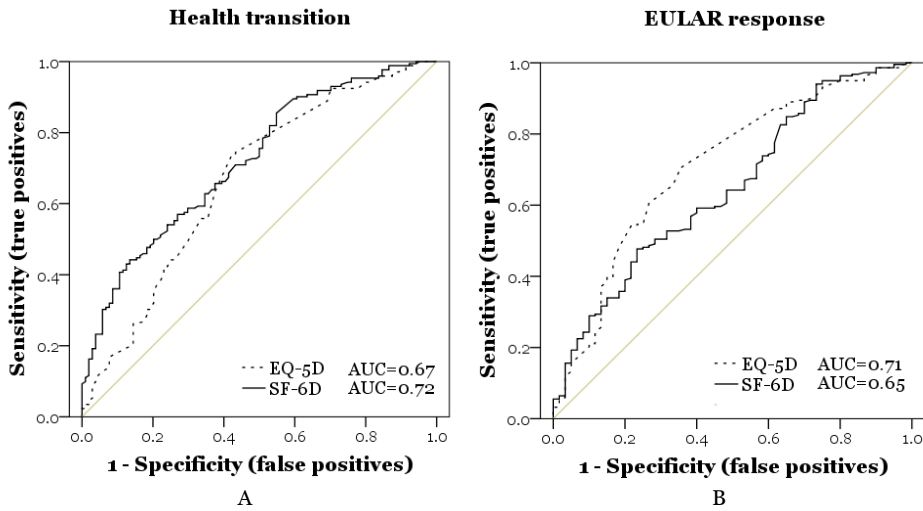 Health transition
Sensitivity (true positives)
1.0
0.8
0.6
0.4
0.2
0.0
EQ-5D AUC=0.67
SF-6D AUC=0.72
0.0 0.2 0.4 0.6 0.8 1.0
1 - Specificity (false positives)
A
EULAR response
Sensitivity (true positives)
1.0
0.8
0.6
0.4
0.2
0.0
EQ-5D AUC=0.71
SF-6D AUC=0.65
0.0 0.2 0.4 0.6 0.8 1.0
1 - Specificity (false positives)
B